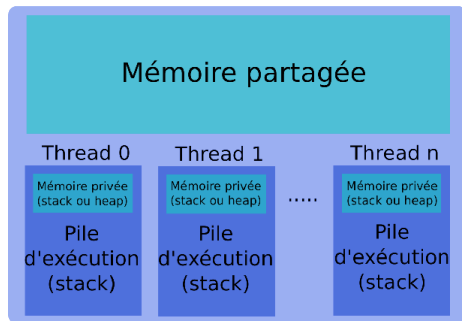 Mémoire partagée
Thread 0
Thread 1
Thread n
Mémoire privée
(stack ou heap)
Pile
d'exécution
(stack)
Mémoire privée
(stack ou heap)
Pile
d'exécution
(stack)
.....
Mémoire privée
(stack ou heap)
Pile
d'exécution
(stack)